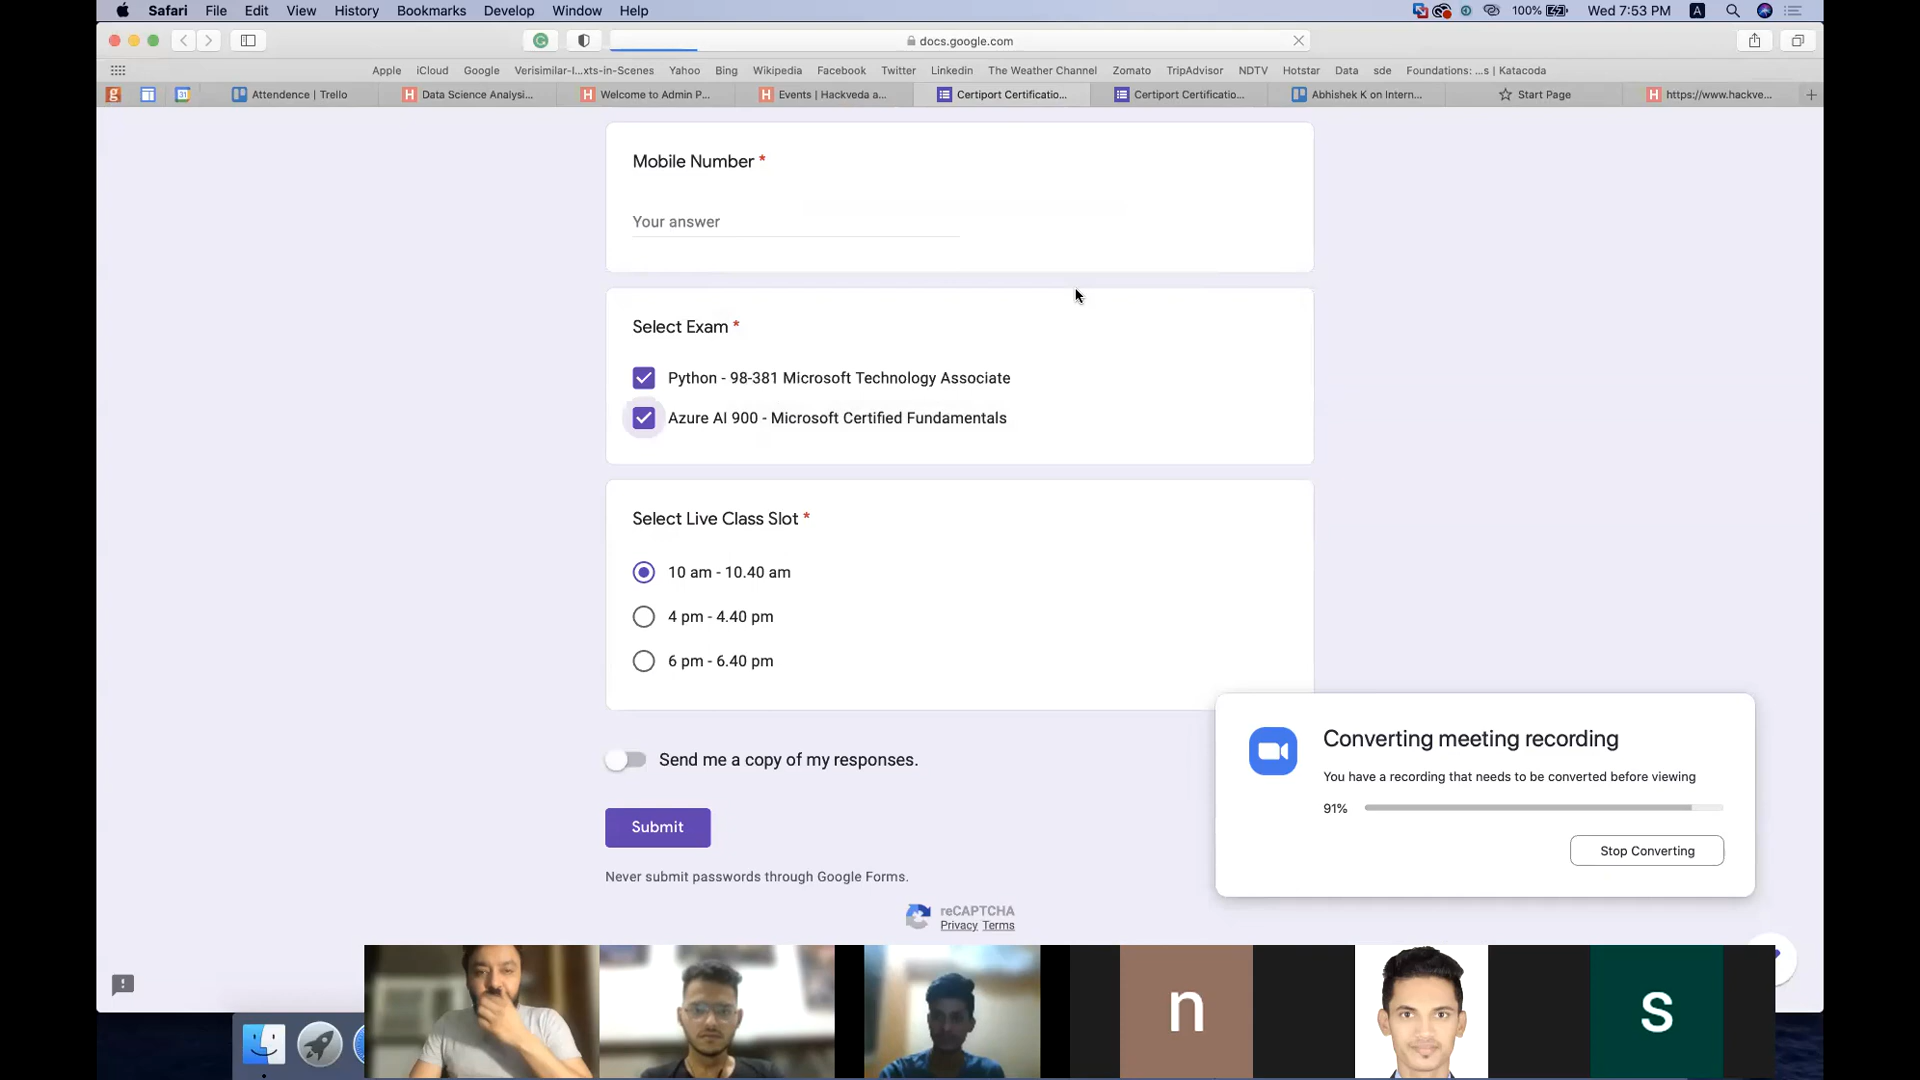 Safari File Edit View History Bookmarks Develop Window Help
100% Wed 7:53 PM A
docs.google.com
Apple iCloud Google Verisimilar-I...xts-in-Scenes Yahoo Bing Wikipedia Facebook Twitter Linkedin The Weather Channel Zomato TripAdvisor NDTV Hotstar Data sde Foundations: ...s | Katacoda
g 31 Attendence | Trello H Data Science Analysi... H Welcome to Admin P... H Events | Hackveda a... Certiport Certificatio... Certiport Certificatio... Abhishek K on Intern... Start Page H https://www.hackve...
Mobile Number *
Your answer
Select Exam *
Python - 98-381 Microsoft Technology Associate
Azure AI 900 - Microsoft Certified Fundamentals
Select Live Class Slot *
10 am - 10.40 am
4 pm - 4.40 pm
6 pm - 6.40 pm
Converting meeting recording
You have a recording that needs to be converted before viewing
91%
Stop Converting
Send me a copy of my responses.
Submit
Never submit passwords through Google Forms.
reCAPTCHA
Privacy Terms
n
s